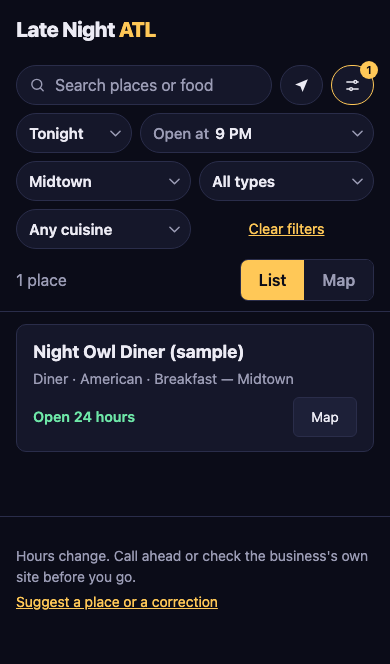 Late Night ATL
Search places or food
1
Tonight
Open at 9 PM
Midtown
All types
Any cuisine
Clear filters
1 place
List
Map
Night Owl Diner (sample)
Diner · American · Breakfast — Midtown
Open 24 hours
Map
Hours change. Call ahead or check the business's own
site before you go.
Suggest a place or a correction